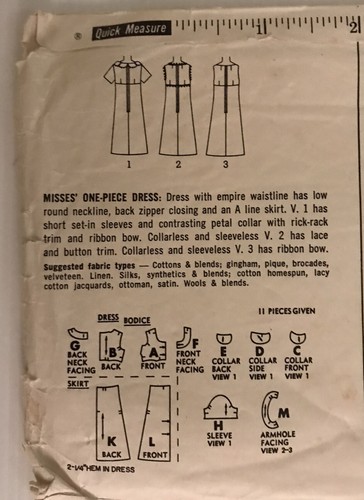 ® Quick Measure 1 2
1 2 3
MISSES' ONE-PIECE DRESS: Dress with empire waistline has low
round neckline, back zipper closing and an A line skirt. V. 1 has
short set-in sleeves and contrasting petal collar with rick-rack
trim and ribbon bow. Collarless and sleeveless V. 2 has lace
and button trim. Collarless and sleeveless V. 3 has ribbon bow.
Suggested fabric types — Cottons & blends; gingham, pique, brocades,
velveteen. Linen. Silks, synthetics & blends; cotton homespun, lacy
cotton jacquards, ottoman, satin. Wools & blends.
11 PIECES GIVEN
DRESS BODICE
G
BACK
NECK
FACING
B
BACK
A
FRONT
F
FRONT
NECK
FACING
E
COLLAR
BACK
VIEW 1
D
COLLAR
SIDE
VIEW 1
C
COLLAR
FRONT
VIEW 1
SKIRT
K
BACK
L
FRONT
H
SLEEVE
VIEW 1
M
ARMHOLE
FACING
VIEW 2-3
2-1/4" HEM IN DRESS